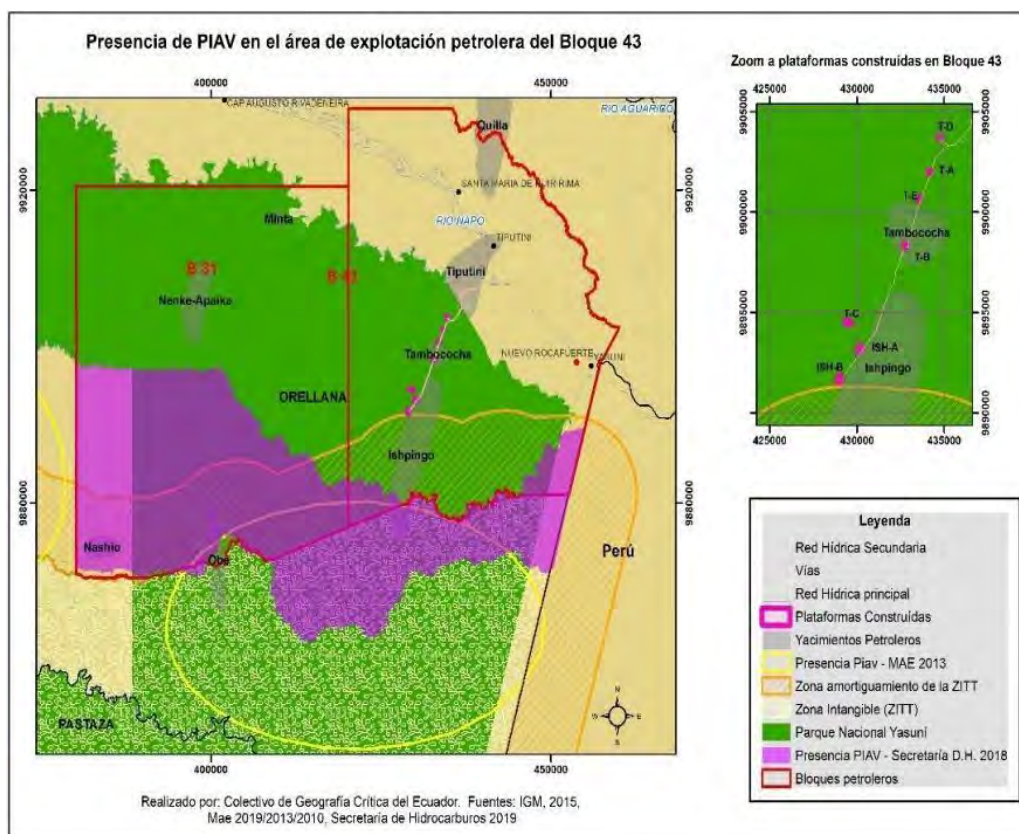 Presencia de PIAV en el área de explotación petrolera del Bloque 43
Zoom a plataformas construídas en Bloque 43
400000
450000
CAP AUGUSTO RIVADENEIRA
RIO AGUARICO
Quilla
9920000
SANTA MARIA DE
9920000
Minta
RIO NAPO
TIPUTINI
B-31
Tiputini
Nenke-Apaika
Tambococha
NUEVO ROCAFUERTE
ORELLANA
Ishpingo
9880000
9880000
Nashiño
Perú
PASTAZA
400000
450000
425000
430000
435000
9905000
9905000
T-D
T-A
T-E
9900000
9900000
Tambococha
T-B
9895000
9895000
T-C
ISH-A
Ishpingo
ISH-B
9890000
9890000
425000
430000
435000
Leyenda
Red Hídrica Secundaria
Vías
Red Hídrica principal
Plataformas Construídas
Yacimientos Petroleros
Presencia Piav - MAE 2013
Zona amortiguamiento de la ZITT
Zona Intangible (ZITT)
Parque Nacional Yasuní
Presencia PIAV - Secretaría D.H. 2018
Bloques petroleros
N
W
E
S
Realizado por: Colectivo de Geografía Crítica del Ecuador. Fuentes: IGM, 2015,
Mae 2019/2013/2010, Secretaría de Hidrocarburos 2019